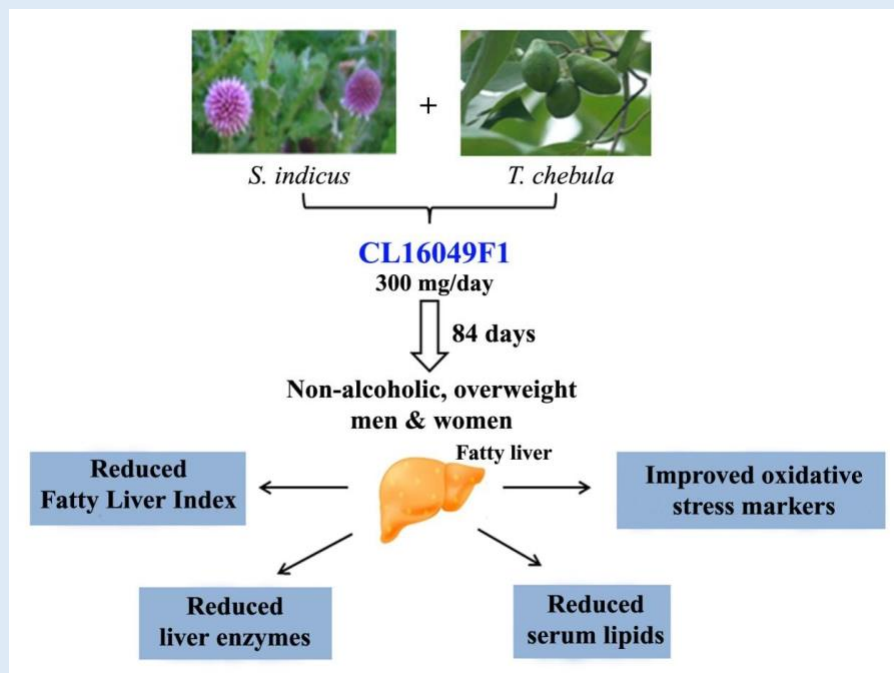 +
S. indicus
T. chebula
CL16049F1
300 mg/day
84 days
Non-alcoholic, overweight
men & women
Fatty liver
Reduced
Fatty Liver Index
Improved oxidative
stress markers
Reduced
liver enzymes
Reduced
serum lipids